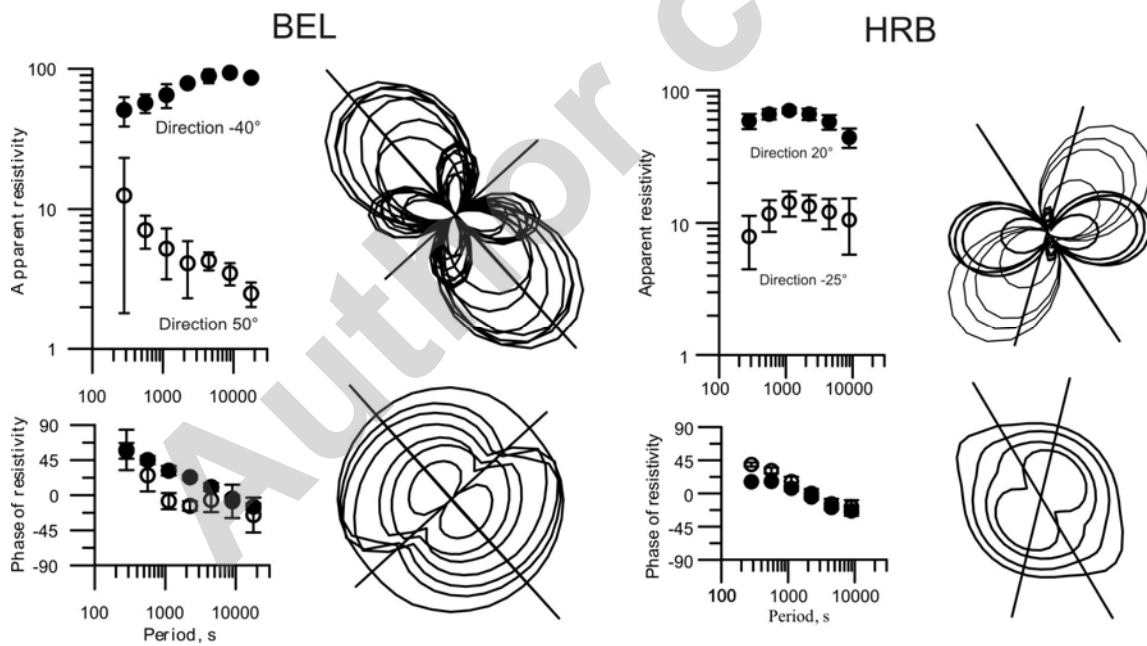 BEL
HRB
Author c
100
10
1
Apparent resistivity
Direction -40°
Direction 50°
100
1000
10000
90
45
0
-45
-90
Phase of resistivity
100
1000
10000
Period, s
100
10
1
Apparent resistivity
Direction 20°
Direction -25°
100
1000
10000
90
45
0
-45
-90
Phase of resistivity
100
1000
10000
Period, s